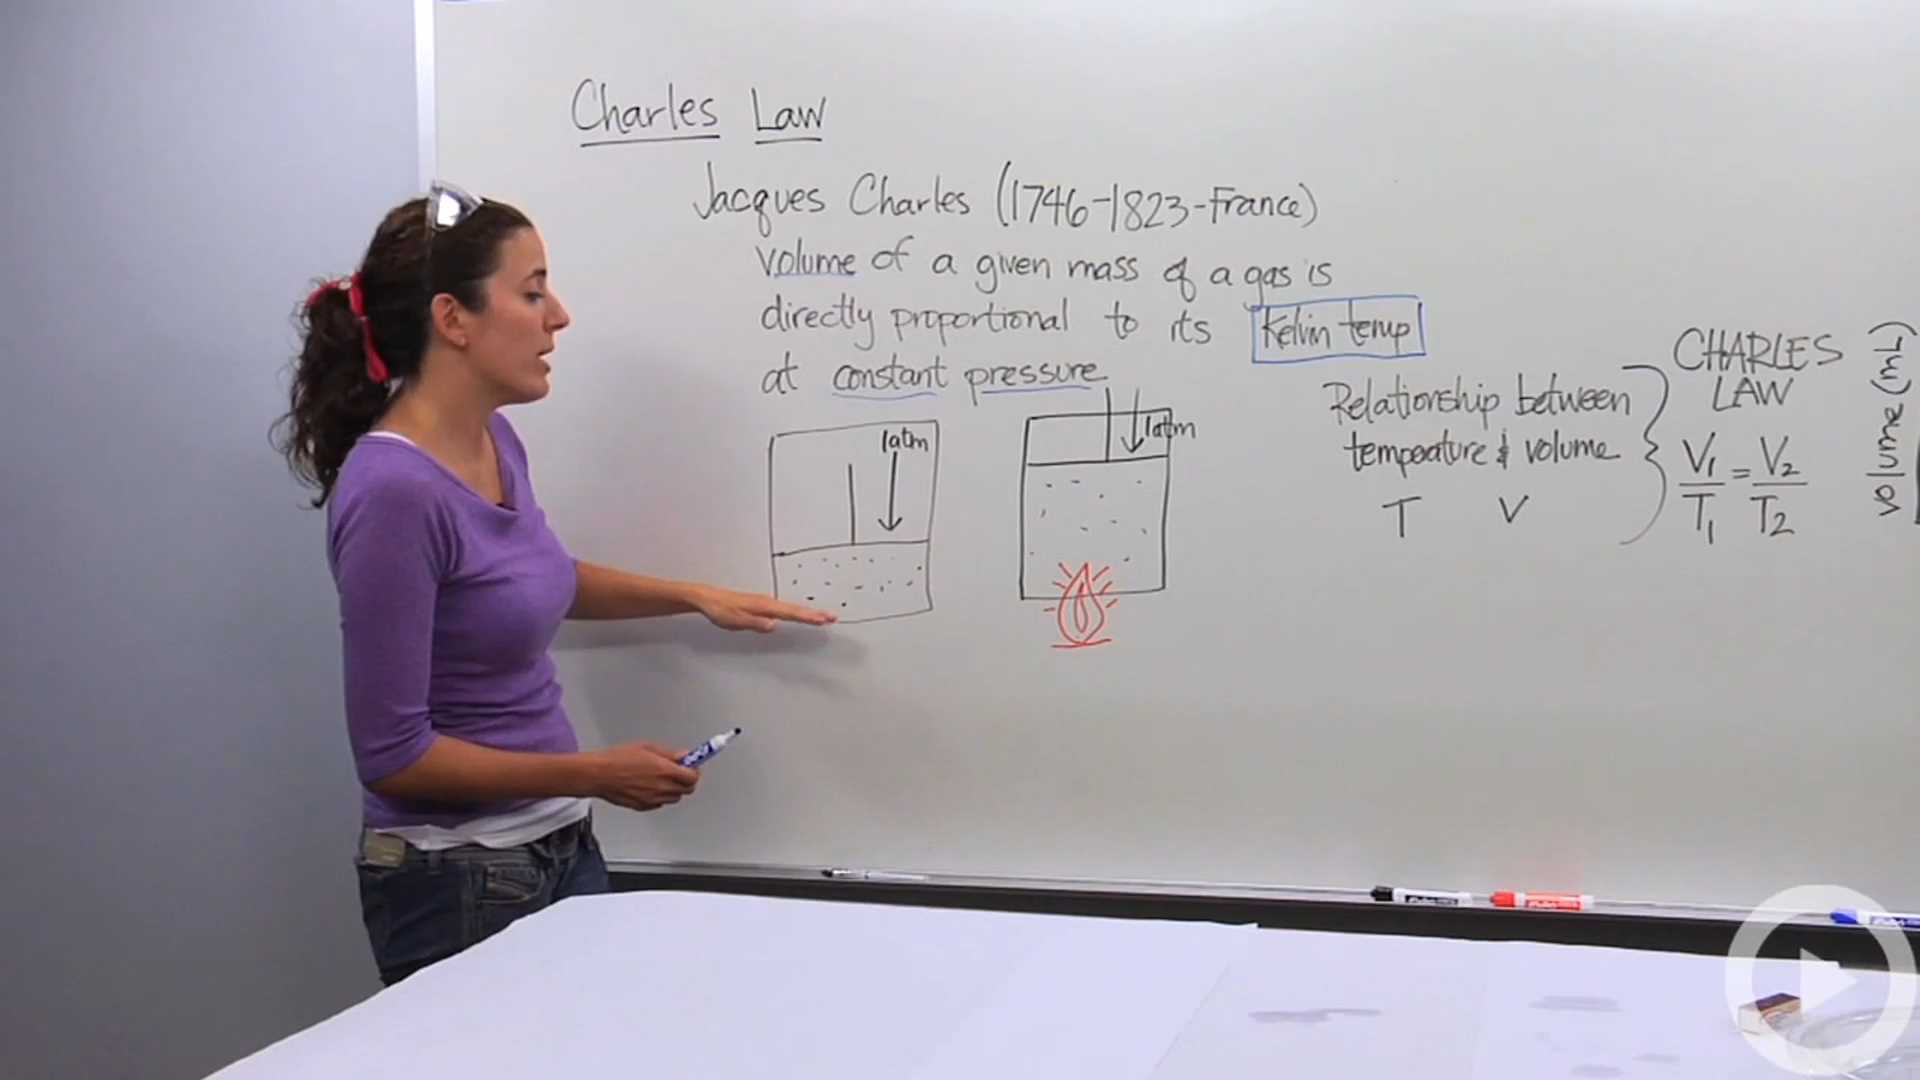 Charles Law
Jacques Charles (1746-1823-France)
volume of a given mass of a gas is
directly proportional to its Kelvin temp
at constant pressure
1atm
1atm
Relationship between
temperature & volume
T V
CHARLES
LAW
V₁/T₁ = V₂/T₂
volume (mL)